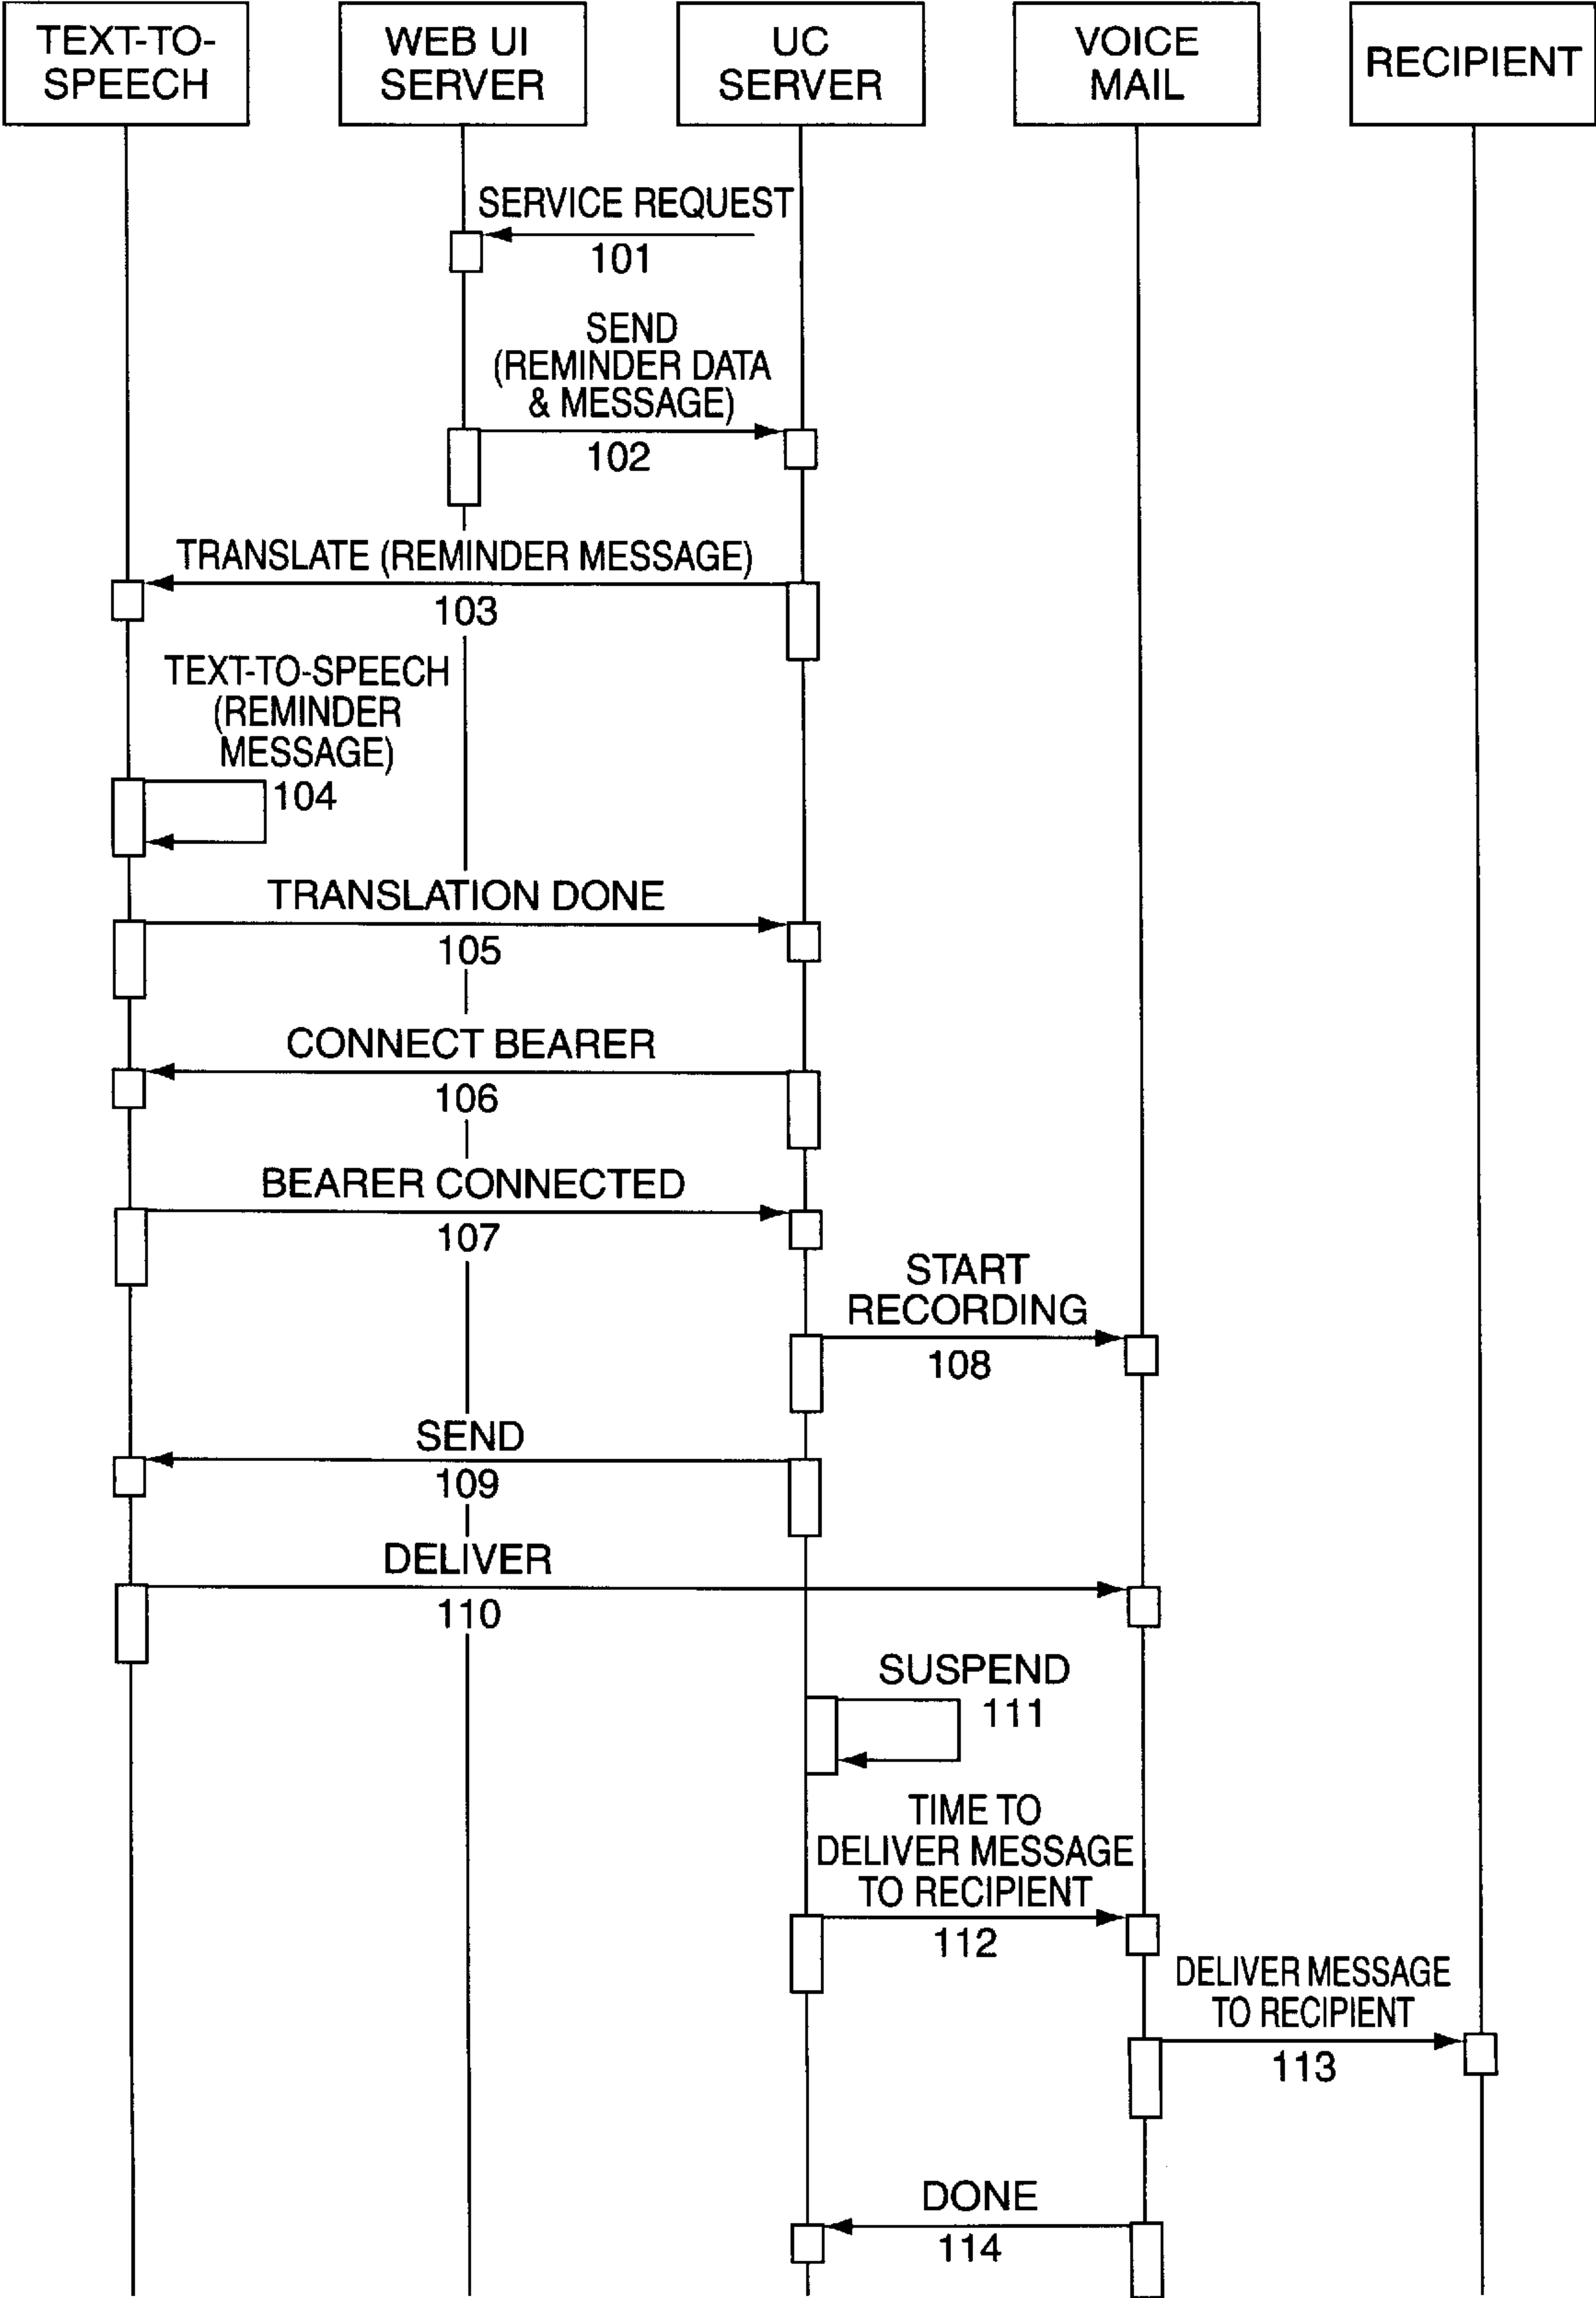 TEXT-TO-
SPEECH
WEB UI
SERVER
UC
SERVER
VOICE
MAIL
RECIPIENT
SERVICE REQUEST
101
SEND
(REMINDER DATA
& MESSAGE)
102
TRANSLATE (REMINDER MESSAGE)
103
TEXT-TO-SPEECH
(REMINDER
MESSAGE)
104
TRANSLATION DONE
105
CONNECT BEARER
106
BEARER CONNECTED
107
START
RECORDING
108
SEND
109
DELIVER
110
SUSPEND
111
TIME TO
DELIVER MESSAGE
TO RECIPIENT
112
DELIVER MESSAGE
TO RECIPIENT
113
DONE
114